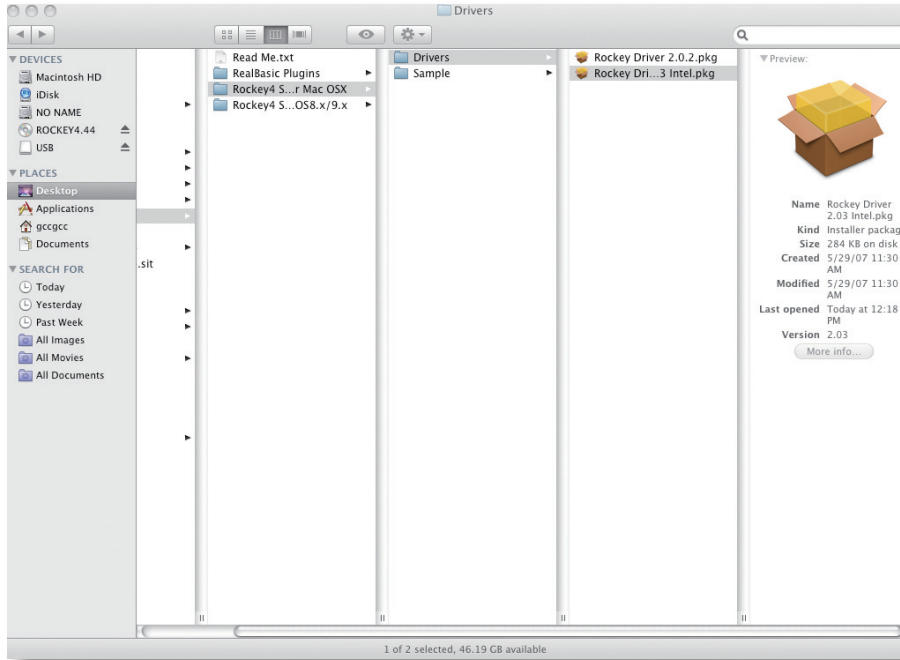 Drivers
DEVICES
Macintosh HD
iDisk
NO NAME
ROCKEY4.44
USB
PLACES
Desktop
Applications
gccgcc
Documents
SEARCH FOR
Today
Yesterday
Past Week
All Images
All Movies
All Documents
.sit
Read Me.txt
RealBasic Plugins
Rockey4 S...r Mac OSX
Rockey4 S...OS8.x/9.x
Drivers
Sample
Rockey Driver 2.0.2.pkg
Rockey Dri...3 Intel.pkg
Preview:
Name Rockey Driver
2.03 Intel.pkg
Kind Installer packag
Size 284 KB on disk
Created 5/29/07 11:30
AM
Modified 5/29/07 11:30
AM
Last opened Today at 12:18
PM
Version 2.03
More info...
1 of 2 selected, 46.19 GB available